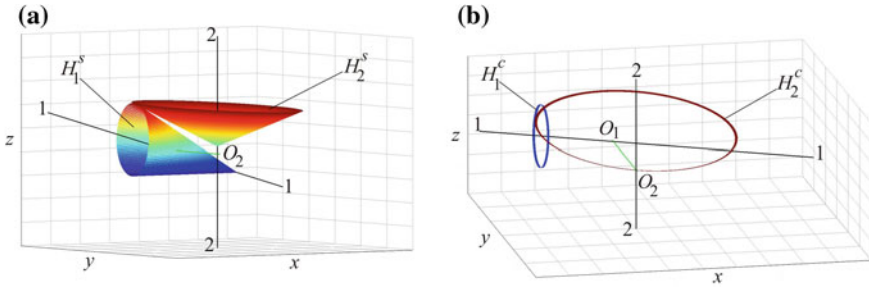 (a)
2
H₁ˢ
H₂ˢ
1
z
O₂
1
2
y
x
(b)
2
H₁ᶜ
H₂ᶜ
1
z
O₁
1
O₂
2
y
x